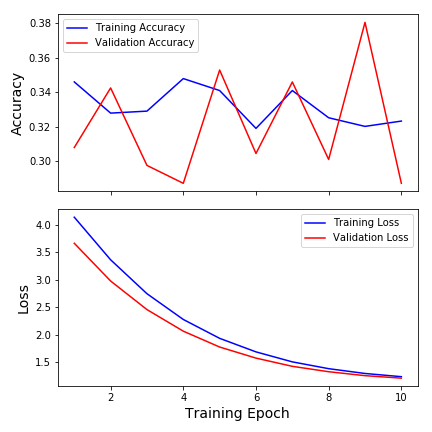 0.38
0.36
0.34
0.32
0.30
Accuracy
Training Accuracy
Validation Accuracy
4.0
3.5
3.0
2.5
2.0
1.5
Loss
Training Loss
Validation Loss
2
4
6
8
10
Training Epoch